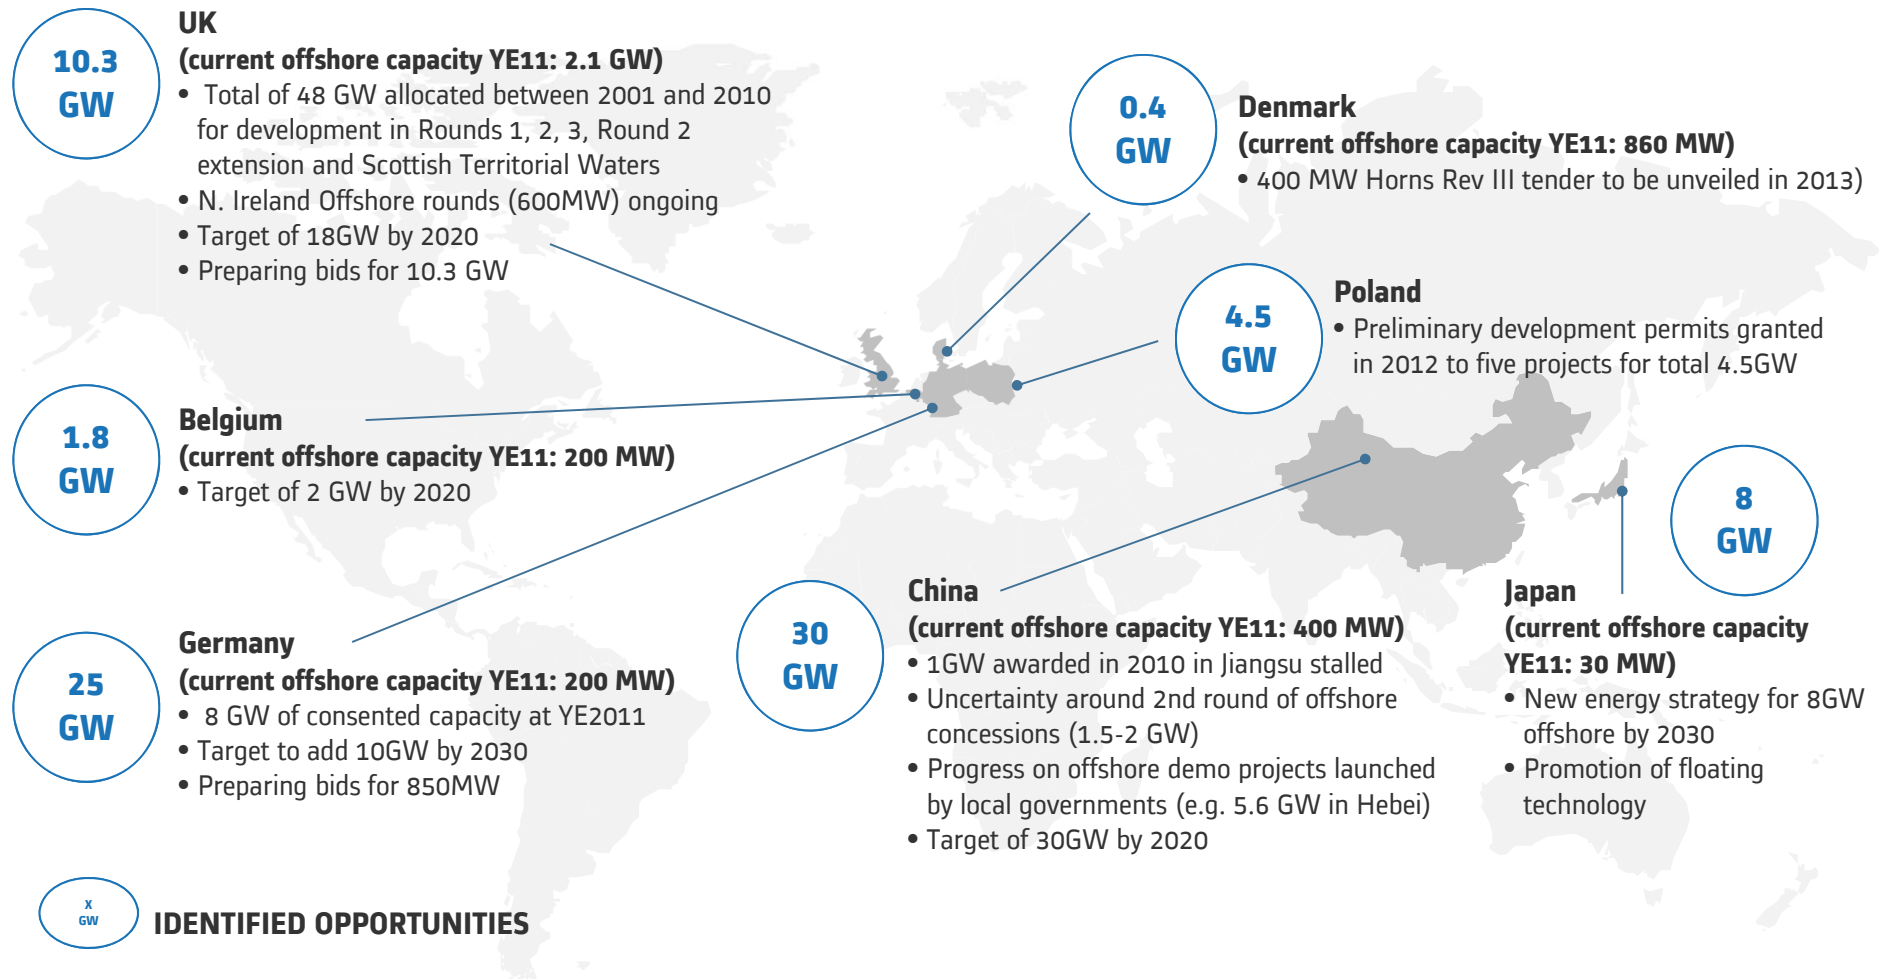 10.3
GW
UK
(current offshore capacity YE11: 2.1 GW)
• Total of 48 GW allocated between 2001 and 2010
for development in Rounds 1, 2, 3, Round 2
extension and Scottish Territorial Waters
• N. Ireland Offshore rounds (600MW) ongoing
• Target of 18GW by 2020
• Preparing bids for 10.3 GW
0.4
GW
Denmark
(current offshore capacity YE11: 860 MW)
• 400 MW Horns Rev III tender to be unveiled in 2013)
4.5
GW
Poland
• Preliminary development permits granted
in 2012 to five projects for total 4.5GW
1.8
GW
Belgium
(current offshore capacity YE11: 200 MW)
• Target of 2 GW by 2020
8
GW
25
GW
Germany
(current offshore capacity YE11: 200 MW)
• 8 GW of consented capacity at YE2011
• Target to add 10GW by 2030
• Preparing bids for 850MW
30
GW
China
(current offshore capacity YE11: 400 MW)
• 1GW awarded in 2010 in Jiangsu stalled
• Uncertainty around 2nd round of offshore
concessions (1.5-2 GW)
• Progress on offshore demo projects launched
by local governments (e.g. 5.6 GW in Hebei)
• Target of 30GW by 2020
Japan
(current offshore capacity
YE11: 30 MW)
• New energy strategy for 8GW
offshore by 2030
• Promotion of floating
technology
X
GW
IDENTIFIED OPPORTUNITIES